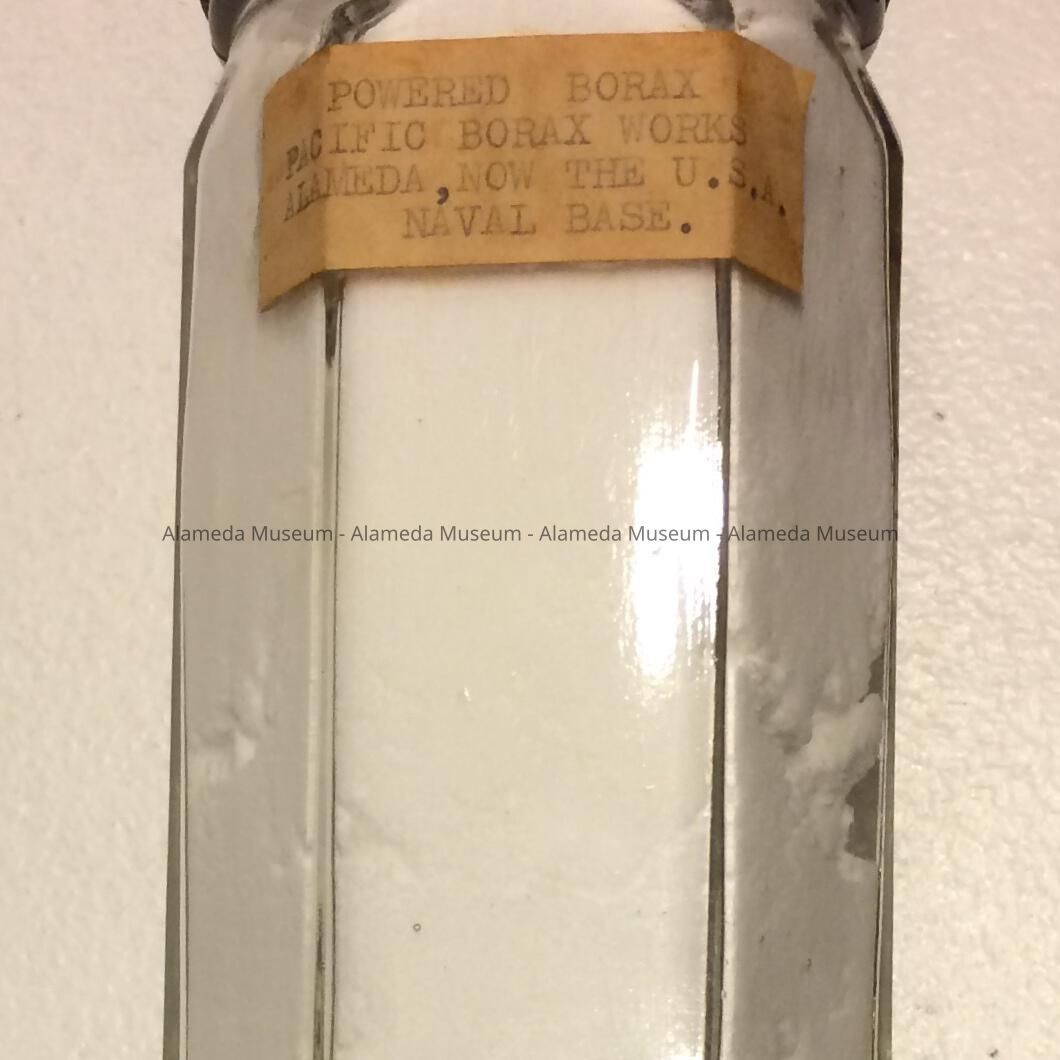 POWERED BORAX
PACIFIC BORAX WORKS
ALAMEDA,NOW THE U.S.A.
NAVAL BASE.
Alameda Museum - Alameda Museum - Alameda Museum - Alameda Museum